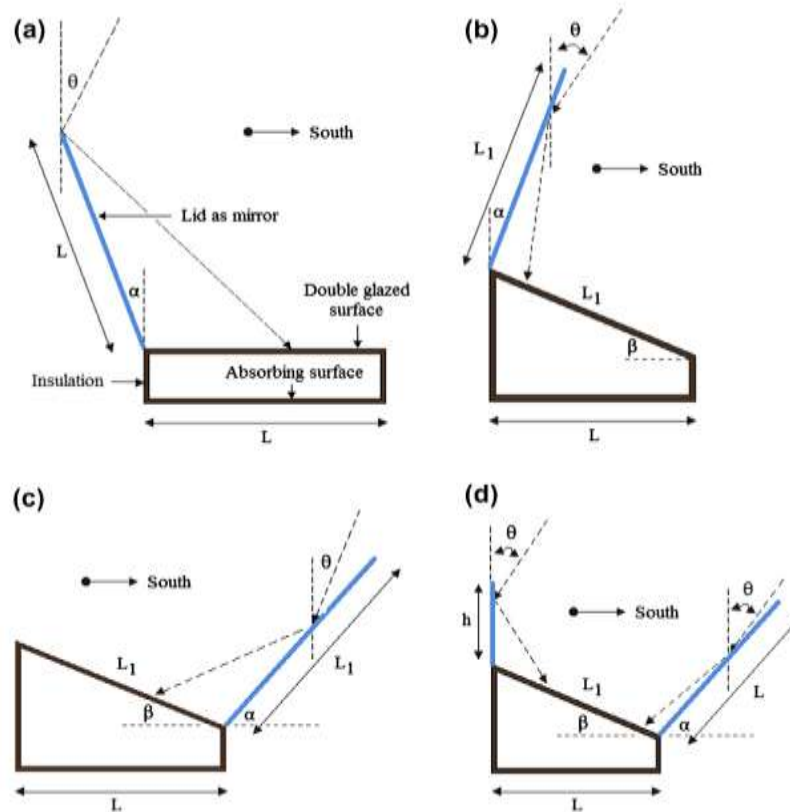 (a)
θ
South
Lid as mirror
L
α
Double glazed
surface
Insulation
Absorbing surface
L
(b)
θ
L1
South
α
L1
β
L
(c)
θ
South
L1
L1
β
α
L
(d)
θ
θ
h
South
L1
L
β
α
L